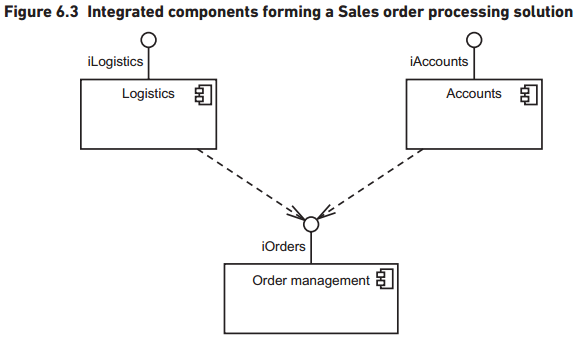 Figure 6.3 Integrated components forming a Sales order processing solution
iLogistics
iAccounts
Logistics
Accounts
iOrders
Order management